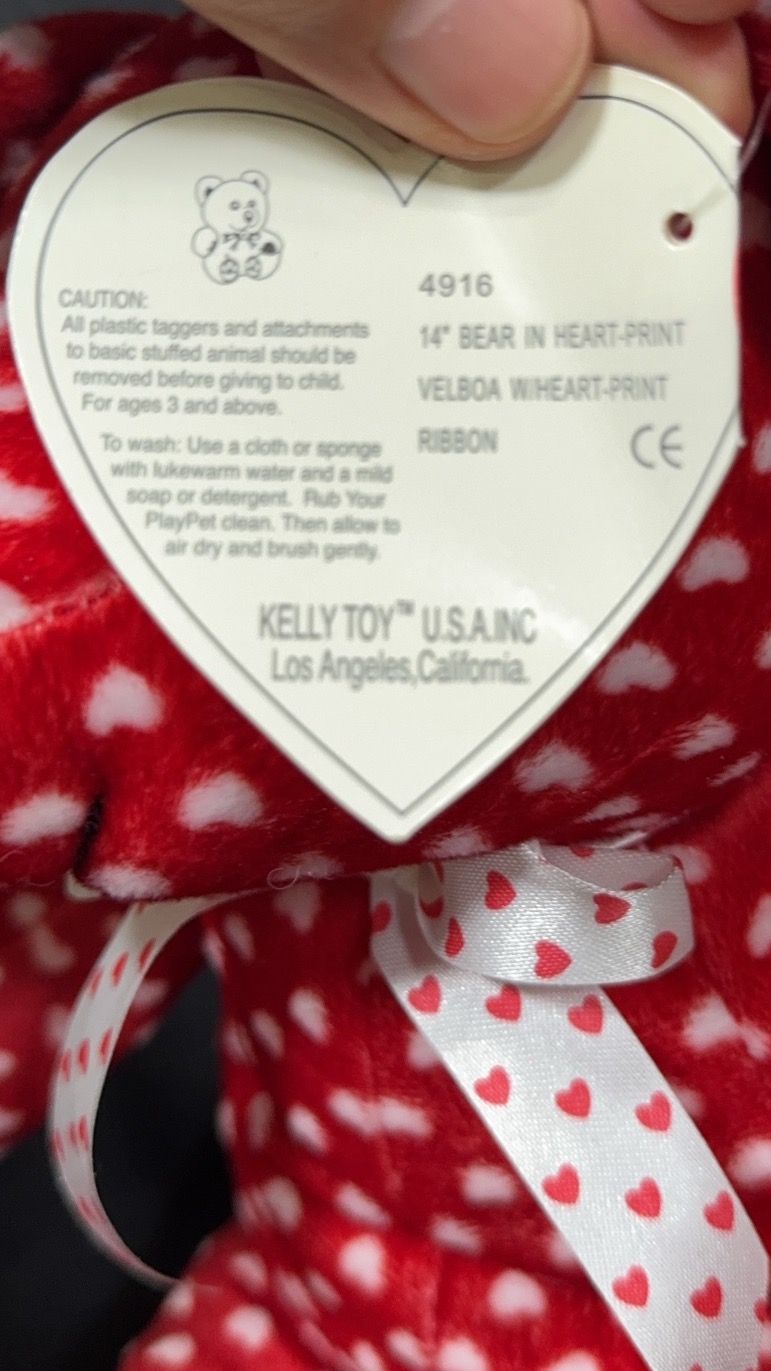 CAUTION:
All plastic taggers and attachments
to basic stuffed animal should be
removed before giving to child.
For ages 3 and above.
To wash: Use a cloth or sponge
with lukewarm water and a mild
soap or detergent. Rub Your
PlayPet clean. Then allow to
air dry and brush gently.
4916
14" BEAR IN HEART-PRINT
VELBOA W/HEART-PRINT
RIBBON
CE
KELLY TOY™ U.S.A.INC
Los Angeles,California.